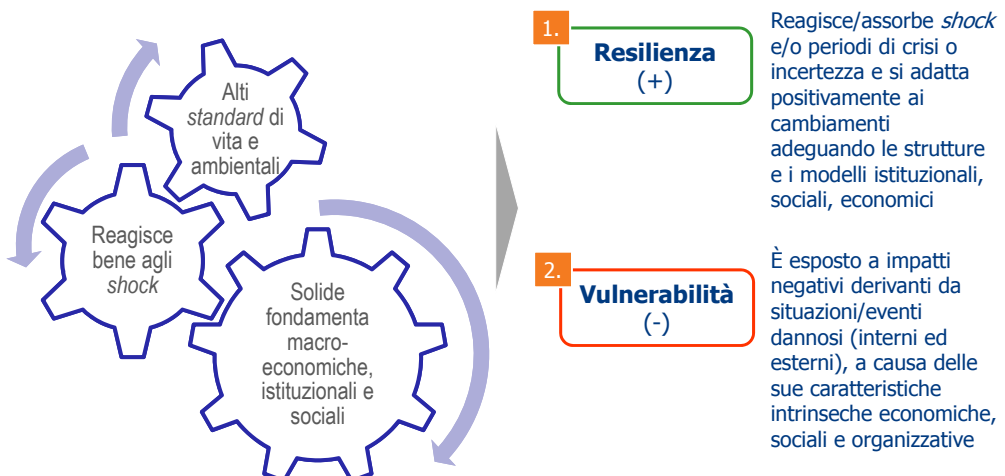 Alti
standard di
vita e
ambientali
Reagisce
bene agli
shock
Solide
fondamenta
macro-
economiche,
istituzionali e
sociali
1.
Resilienza
(+)
Reagisce/assorbe shock
e/o periodi di crisi o
incertezza e si adatta
positivamente ai
cambiamenti
adeguando le strutture
e i modelli istituzionali,
sociali, economici
2.
Vulnerabilità
(-)
È esposto a impatti
negativi derivanti da
situazioni/eventi
dannosi (interni ed
esterni), a causa delle
sue caratteristiche
intrinseche economiche,
sociali e organizzative